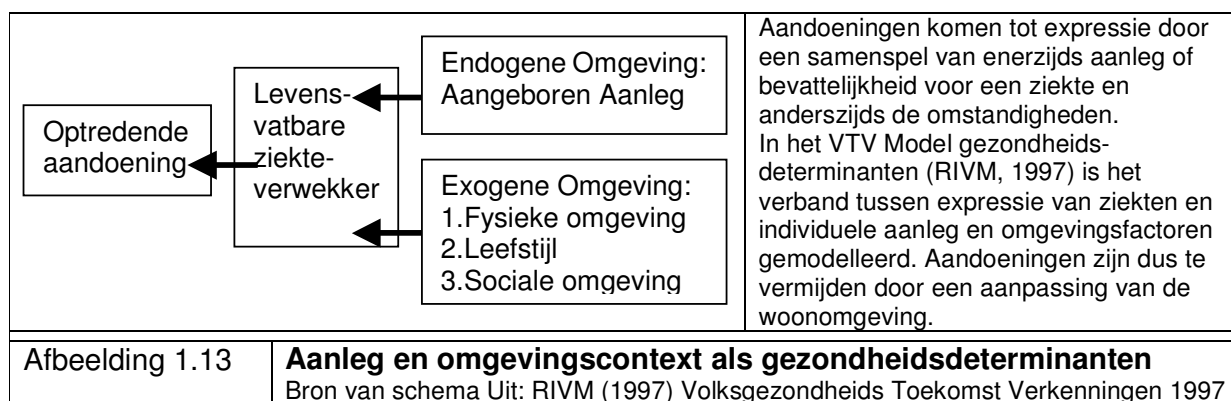 Optredende
aandoening
Levens-
vatbare
ziekte-
verwekker
Endogene Omgeving:
Aangeboren Aanleg
Exogene Omgeving:
1.Fysieke omgeving
2.Leefstijl
3.Sociale omgeving
Aandoeningen komen tot expressie door
een samenspel van enerzijds aanleg of
bevattelijkheid voor een ziekte en
anderszijds de omstandigheden.
In het VTV Model gezondheids-
determinanten (RIVM, 1997) is het
verband tussen expressie van ziekten en
individuele aanleg en omgevingsfactoren
gemodelleerd. Aandoeningen zijn dus te
vermijden door een aanpassing van de
woonomgeving.
Afbeelding 1.13
Aanleg en omgevingscontext als gezondheidsdeterminanten
Bron van schema Uit: RIVM (1997) Volksgezondheids Toekomst Verkenningen 1997